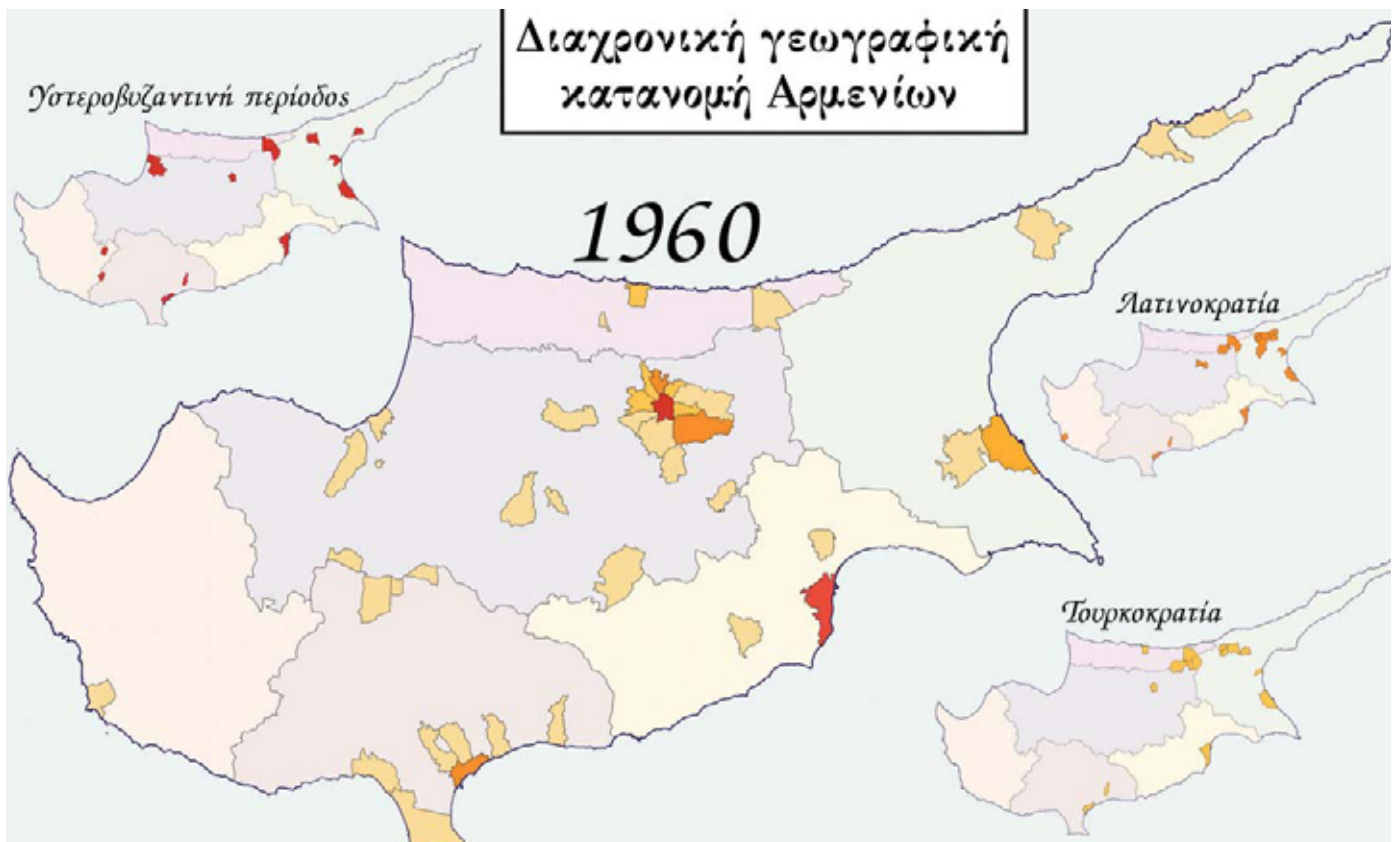 Διαχρονική γεωγραφική
κατανομή Αρμενίων
Υστεροβυζαντινή περίοδος
1960
Λατινοκρατία
Τουρκοκρατία